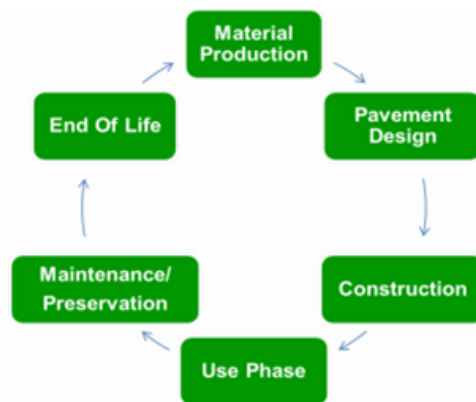 Material
Production
Pavement
Design
Construction
Use Phase
Maintenance/
Preservation
End Of Life